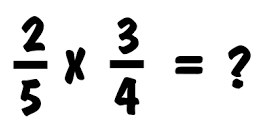 2/5 x 3/4 = ?